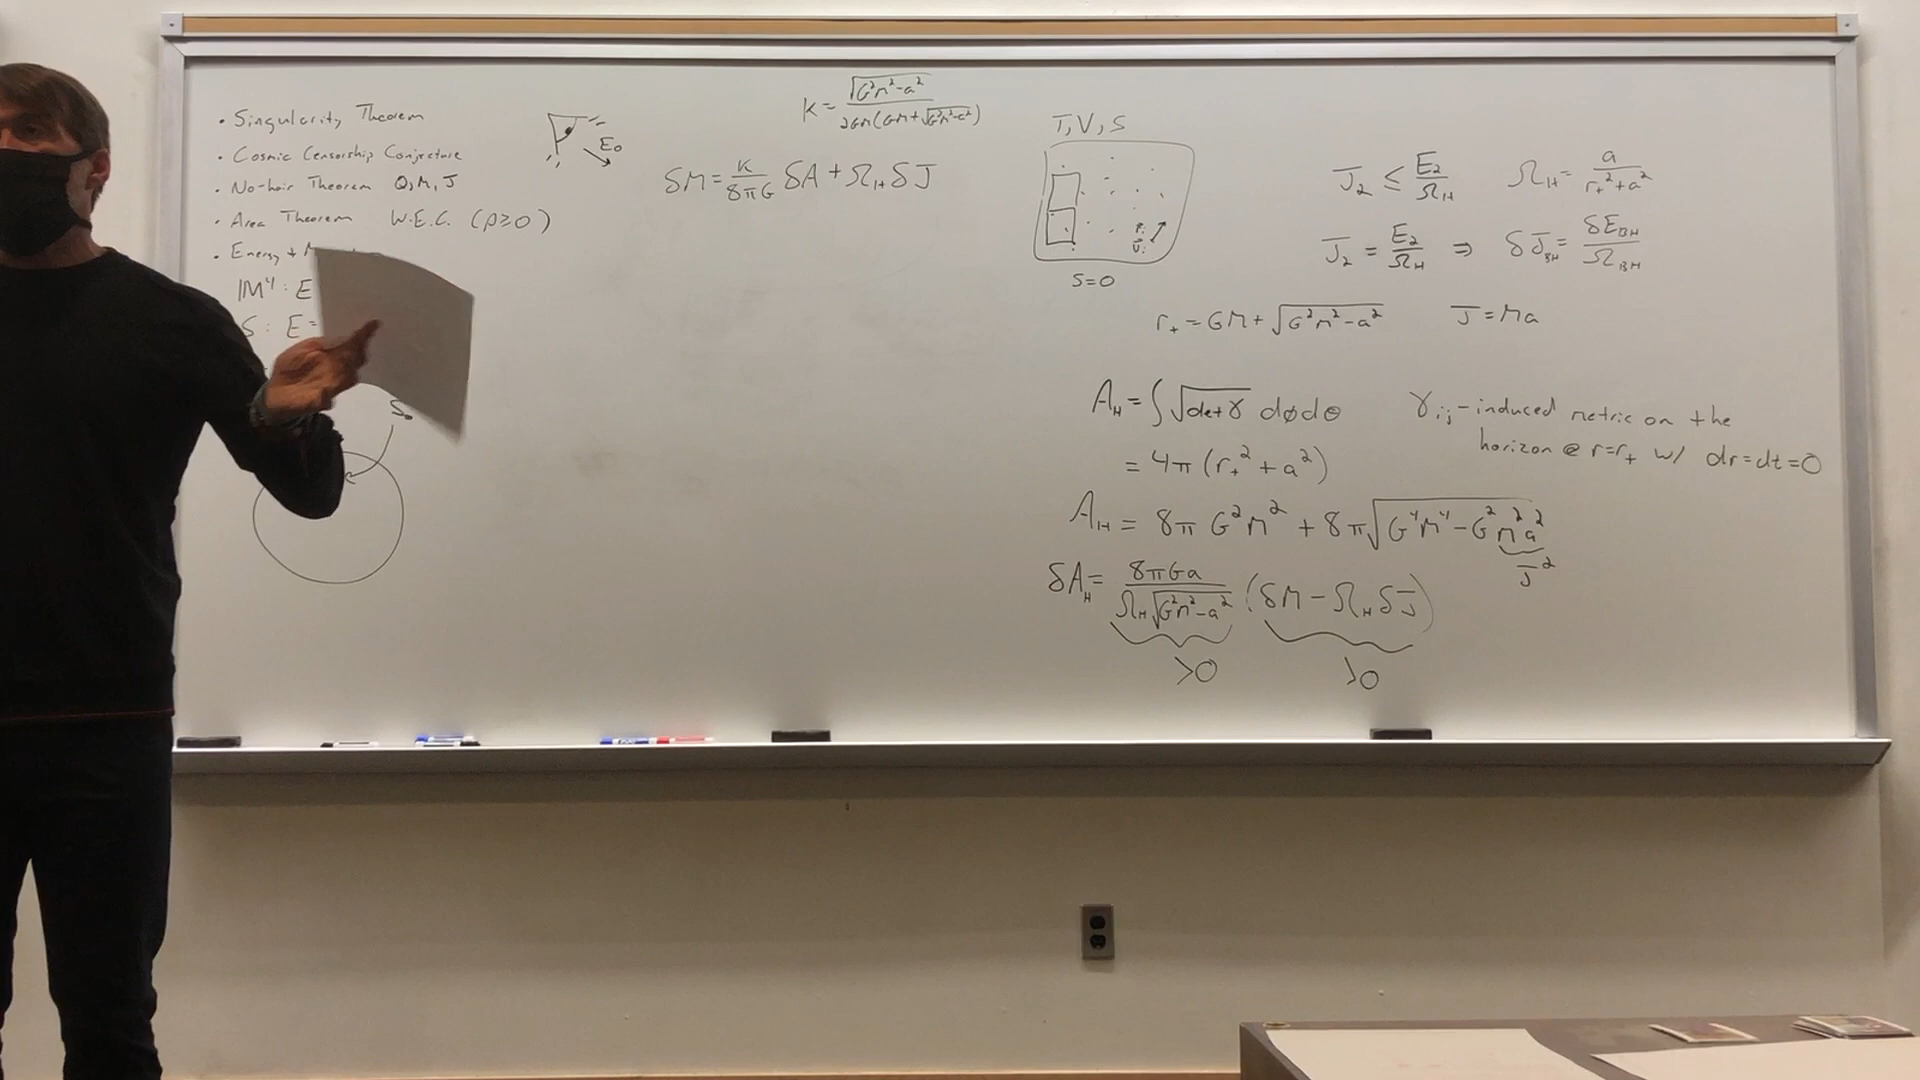 • Singularity Theorem
• Cosmic Censorship Conjecture
• No-hair Theorem Q, M, J
• Area Theorem W.E.C. (ρ≥0)
• Energy +
IM⁴: E
S: E=
S₀
E₀
K = √(G²M²-a²) / 2GM(GM+√(G²M²-a²))
δM = K/8πG δA + Ω_H δJ
T, V, S
S=0
J₂ ≤ E₂/Ω_H   Ω_H = a/(r₊²+a²)
J₂ = E₂/Ω_H ⇒ δJ_BH = δE_BH/Ω_BH
r₊ = GM + √(G²M²-a²)   J = Ma
A_H = ∫√(det γ) dφdθ
= 4π (r₊² + a²)
γ_ij - induced metric on the
horizon @ r=r₊ w/ dr=dt=0
A_H = 8π G²M² + 8π√(G⁴M⁴-G²M²a²)
J²
δA_H = 8πGa / Ω_H√(G²M²-a²) (δM - Ω_H δJ)
>0   >0